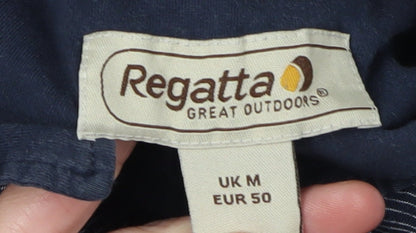 Regatta
GREAT OUTDOORS®
UK M
EUR 50